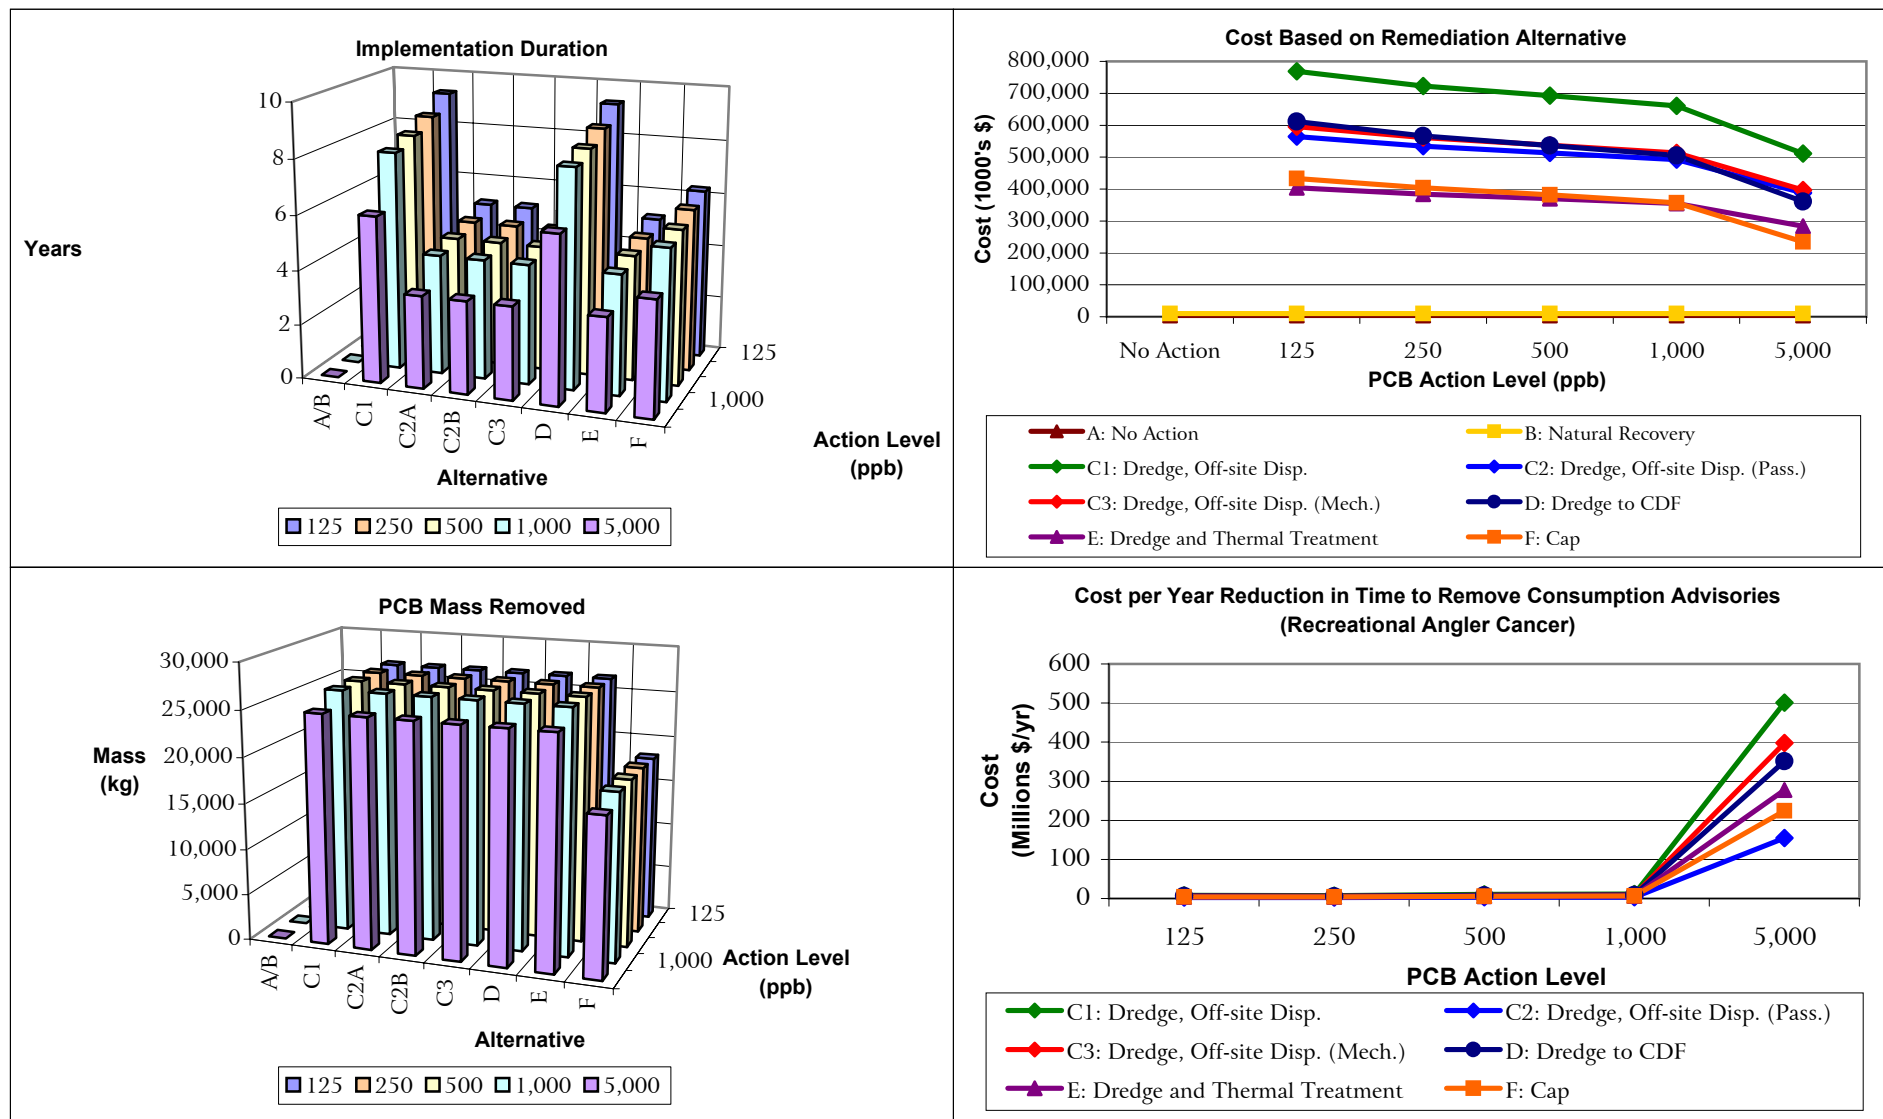 Implementation Duration
10
8
6
4
2
0
Years
A/B
C1
C2A
C2B
C3
D
E
F
125
1,000
Action Level
(ppb)
Alternative
125 250 500 1,000 5,000
Cost Based on Remediation Alternative
800,000
700,000
600,000
500,000
400,000
300,000
200,000
100,000
0
Cost (1000's $)
No Action 125 250 500 1,000 5,000
PCB Action Level (ppb)
A: No Action B: Natural Recovery
C1: Dredge, Off-site Disp. C2: Dredge, Off-site Disp. (Pass.)
C3: Dredge, Off-site Disp. (Mech.) D: Dredge to CDF
E: Dredge and Thermal Treatment F: Cap
PCB Mass Removed
30,000
25,000
20,000
15,000
10,000
5,000
0
Mass
(kg)
A/B
C1
C2A
C2B
C3
D
E
F
125
1,000
Action Level
(ppb)
Alternative
125 250 500 1,000 5,000
Cost per Year Reduction in Time to Remove Consumption Advisories
(Recreational Angler Cancer)
600
500
400
300
200
100
0
Cost
(Millions $/yr)
125 250 500 1,000 5,000
PCB Action Level
C1: Dredge, Off-site Disp. C2: Dredge, Off-site Disp. (Pass.)
C3: Dredge, Off-site Disp. (Mech.) D: Dredge to CDF
E: Dredge and Thermal Treatment F: Cap